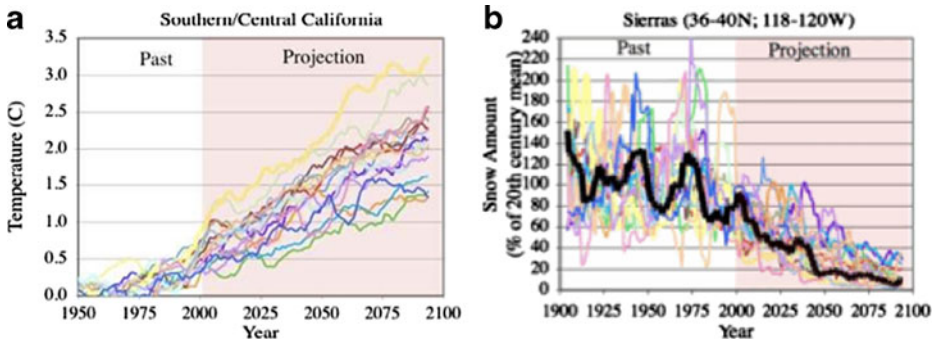 a
Southern/Central California
Past
Projection
Temperature (C)
3.5
3.0
2.5
2.0
1.5
1.0
0.5
0.0
1950 1975 2000 2025 2050 2075 2100
Year
b
Sierras (36-40N; 118-120W)
Past
Projection
Snow Amount
(% of 20th century mean)
240
220
200
180
160
140
120
100
80
60
40
20
0
1900 1925 1950 1975 2000 2025 2050 2075 2100
Year